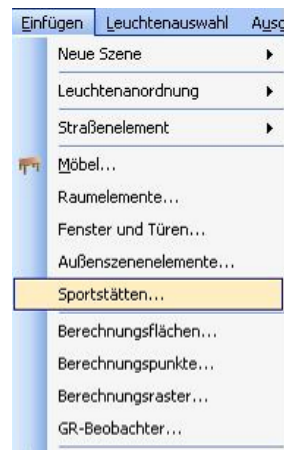 Einfügen Leuchtenauswahl
Neue Szene
Leuchtenanordnung
Straßenelement
Möbel...
Raumelemente...
Fenster und Türen...
Außenszenenelemente...
Sportstätten...
Berechnungsflächen...
Berechnungspunkte...
Berechnungsraster...
GR-Beobachter...